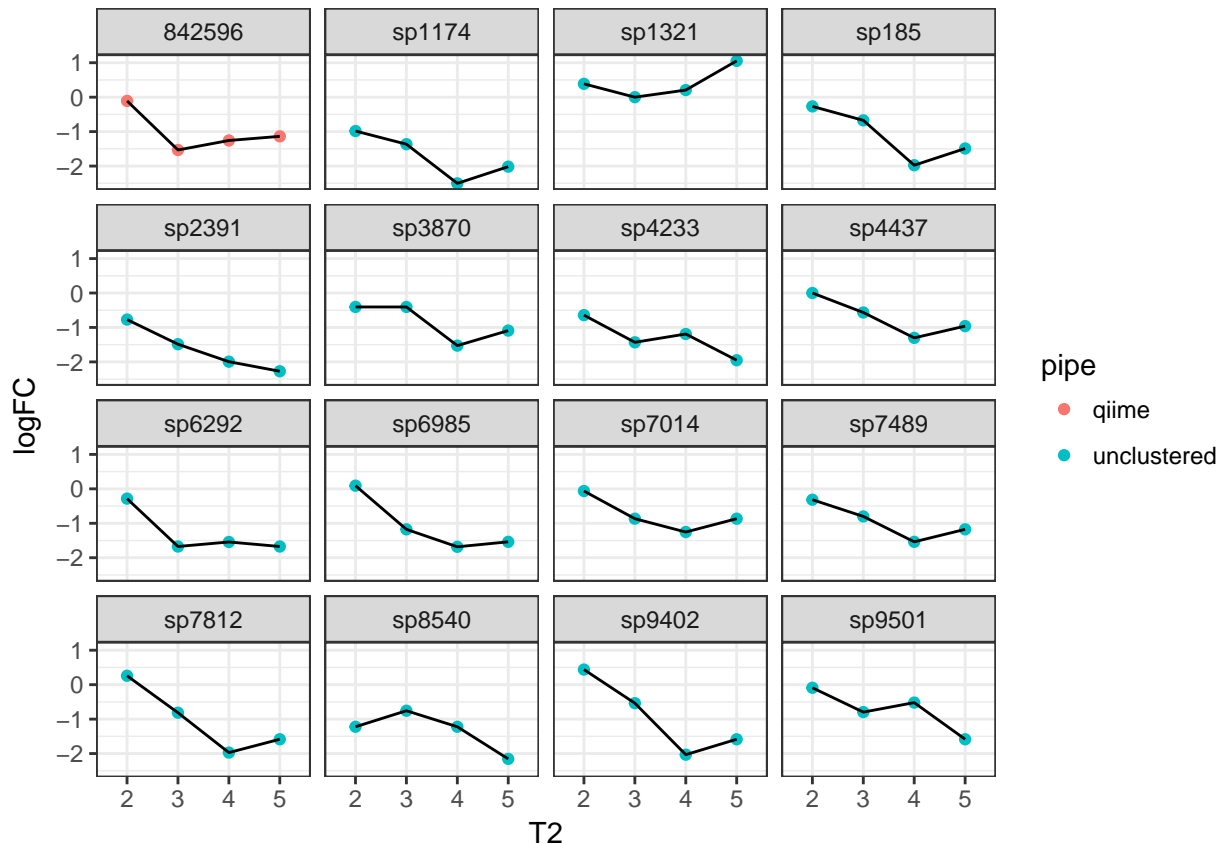 842596 sp1174 sp1321 sp185
1
0
−1
−2
sp2391 sp3870 sp4233 sp4437
1
0
−1
−2
sp6292 sp6985 sp7014 sp7489
1
0
−1
−2
sp7812 sp8540 sp9402 sp9501
1
0
−1
−2
2 3 4 5 2 3 4 5 2 3 4 5 2 3 4 5
T2
logFC
pipe
qiime
unclustered